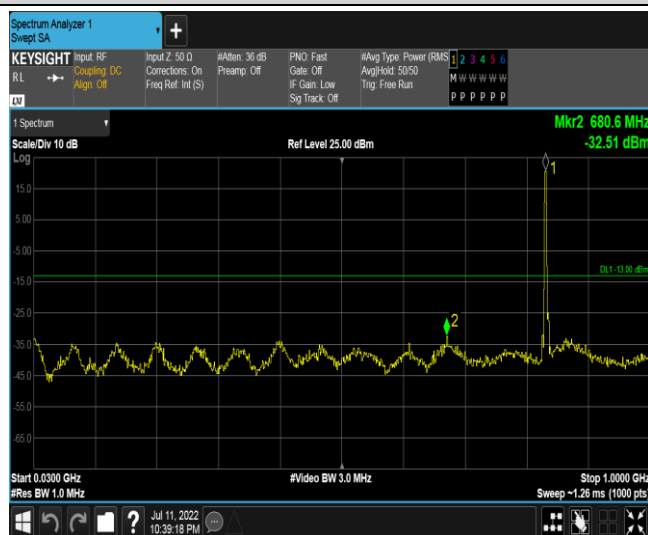 Spectrum Analyzer 1
Swept SA
+
KEYSIGHT Input: RF Input Z: 50 Ω #Atten: 36 dB PNO: Fast #Avg Type: Power (RMS 1 2 3 4 5 6
R L Coupling: DC Corrections: On Preamp: Off Gate: Off Avg|Hold: 50/50 M W W W W W
Align: Off Freq Ref: Int (S) IF Gain: Low Trig: Free Run
Sig Track: Off P P P P P P
LXI
1 Spectrum Mkr2 680.6 MHz
Scale/Div 10 dB Ref Level 25.00 dBm -32.51 dBm
Log
1
15.0
5.00
-5.00
DL1 -13.00 dBm
-15.0
-25.0
2
-35.0
-45.0
-55.0
-65.0
Start 0.0300 GHz #Video BW 3.0 MHz Stop 1.0000 GHz
#Res BW 1.0 MHz Sweep ~1.26 ms (1000 pts)
? Jul 11, 2022
10:39:18 PM